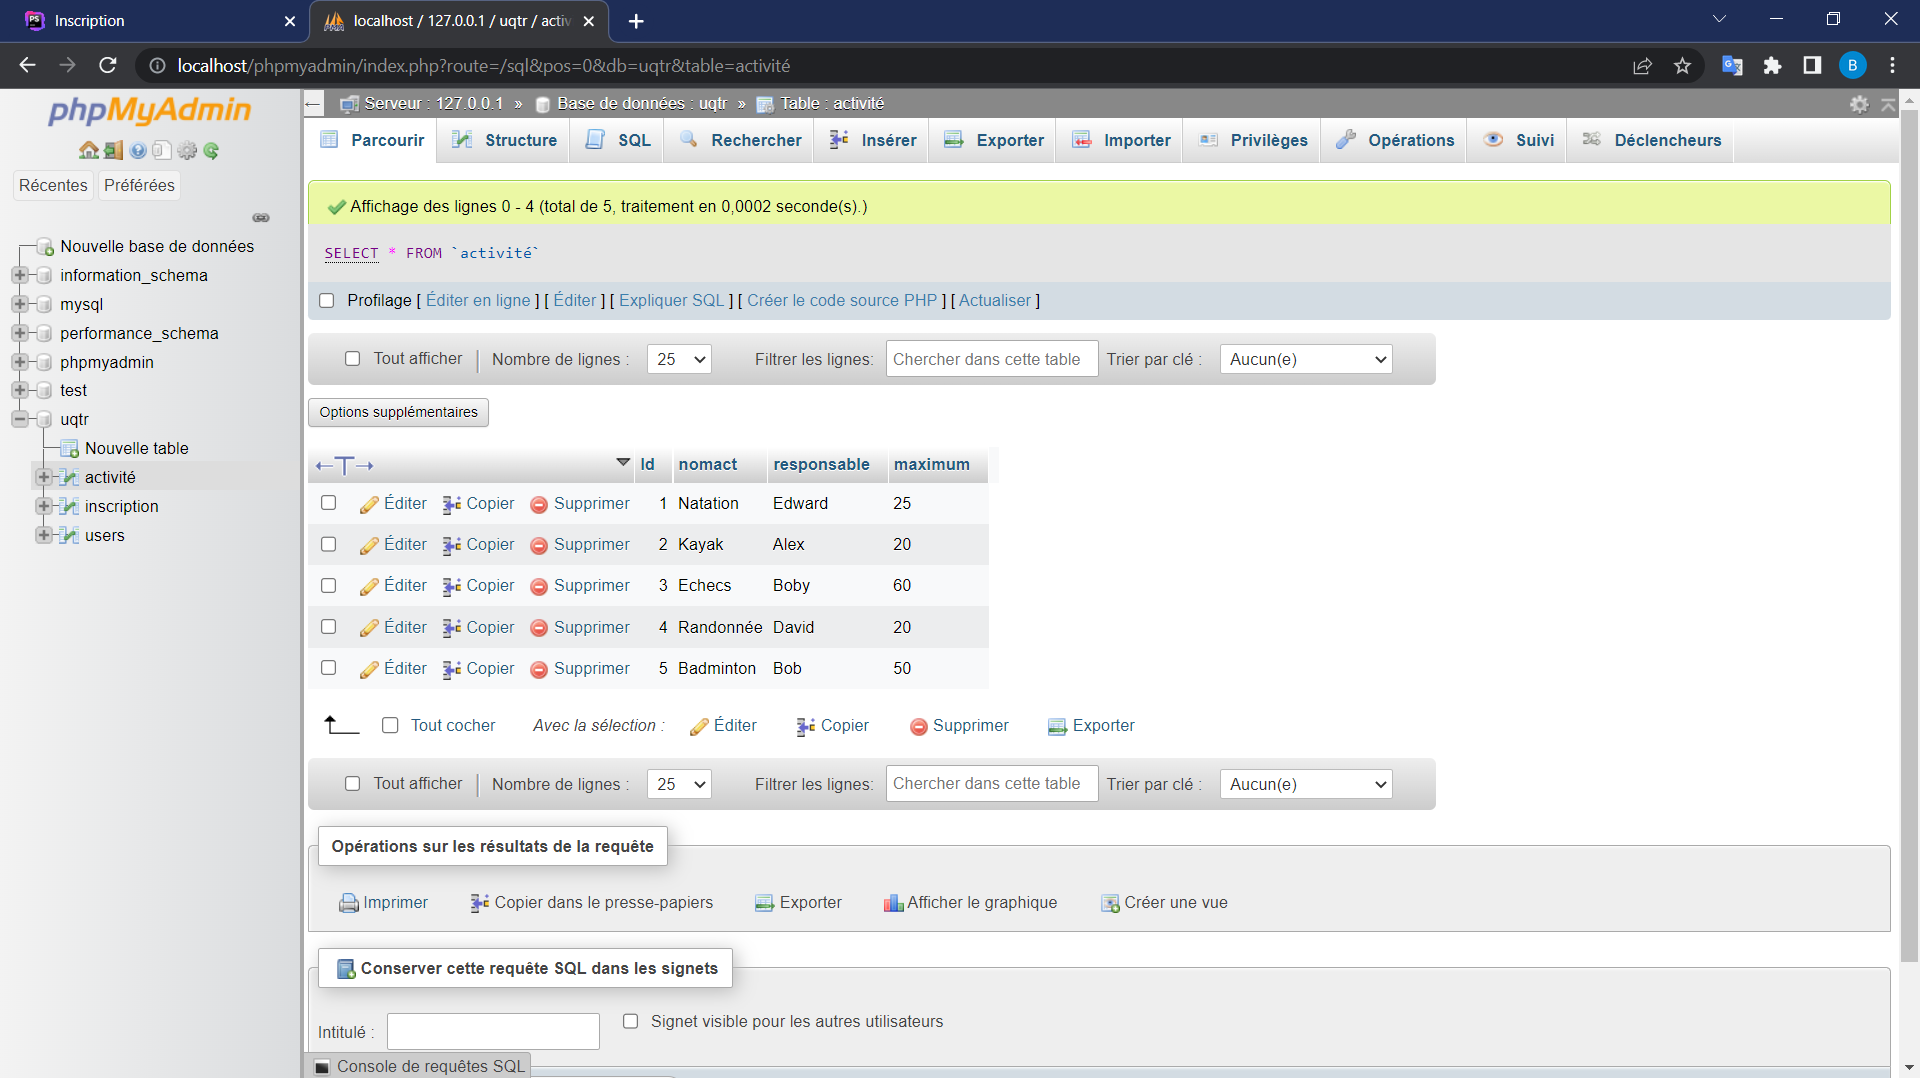 Inscription
localhost / 127.0.0.1 / uqtr / activ
localhost/phpmyadmin/index.php?route=/sql&pos=0&db=uqtr&table=activité
B
phpMyAdmin
Récentes Préférées
Nouvelle base de données
information_schema
mysql
performance_schema
phpmyadmin
test
uqtr
Nouvelle table
activité
inscription
users
Serveur : 127.0.0.1 » Base de données : uqtr » Table : activité
Parcourir Structure SQL Rechercher Insérer Exporter Importer Privilèges Opérations Suivi Déclencheurs
Affichage des lignes 0 - 4 (total de 5, traitement en 0,0002 seconde(s).)
SELECT * FROM `activité`
Profilage [ Éditer en ligne ] [ Éditer ] [ Expliquer SQL ] [ Créer le code source PHP ] [ Actualiser ]
Tout afficher | Nombre de lignes : 25 Filtrer les lignes: Chercher dans cette table Trier par clé : Aucun(e)
Options supplémentaires
←T→ Id nomact responsable maximum
Éditer Copier Supprimer 1 Natation Edward 25
Éditer Copier Supprimer 2 Kayak Alex 20
Éditer Copier Supprimer 3 Echecs Boby 60
Éditer Copier Supprimer 4 Randonnée David 20
Éditer Copier Supprimer 5 Badminton Bob 50
Tout cocher Avec la sélection : Éditer Copier Supprimer Exporter
Tout afficher | Nombre de lignes : 25 Filtrer les lignes: Chercher dans cette table Trier par clé : Aucun(e)
Opérations sur les résultats de la requête
Imprimer Copier dans le presse-papiers Exporter Afficher le graphique Créer une vue
Conserver cette requête SQL dans les signets
Intitulé : Signet visible pour les autres utilisateurs
Console de requêtes SQL